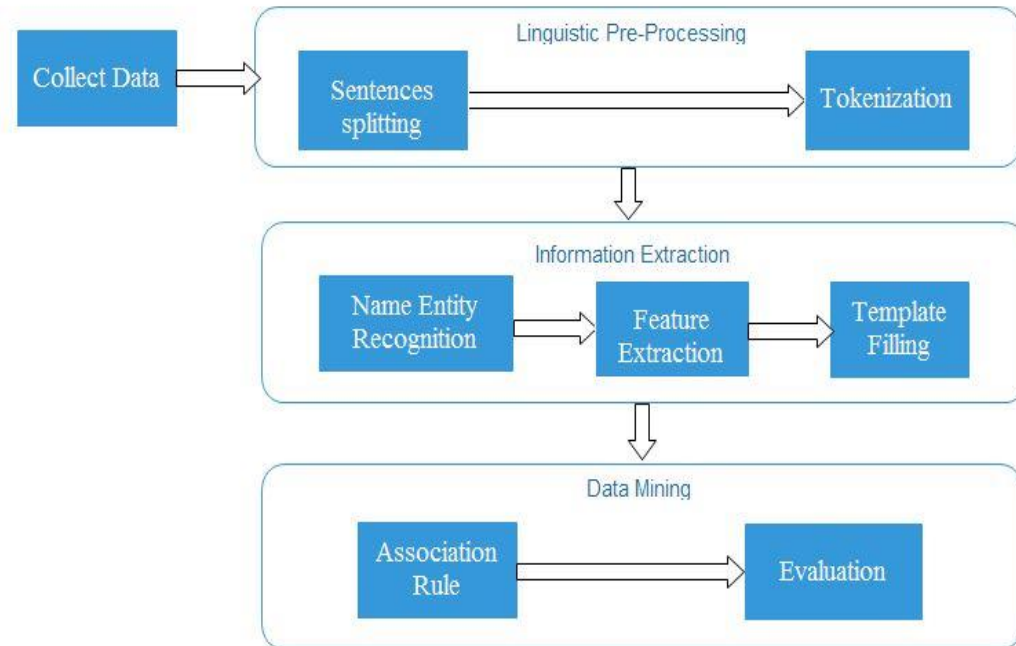 Linguistic Pre-Processing
Collect Data
Sentences
splitting
Tokenization
Information Extraction
Name Entity
Recognition
Feature
Extraction
Template
Filling
Data Mining
Association
Rule
Evaluation